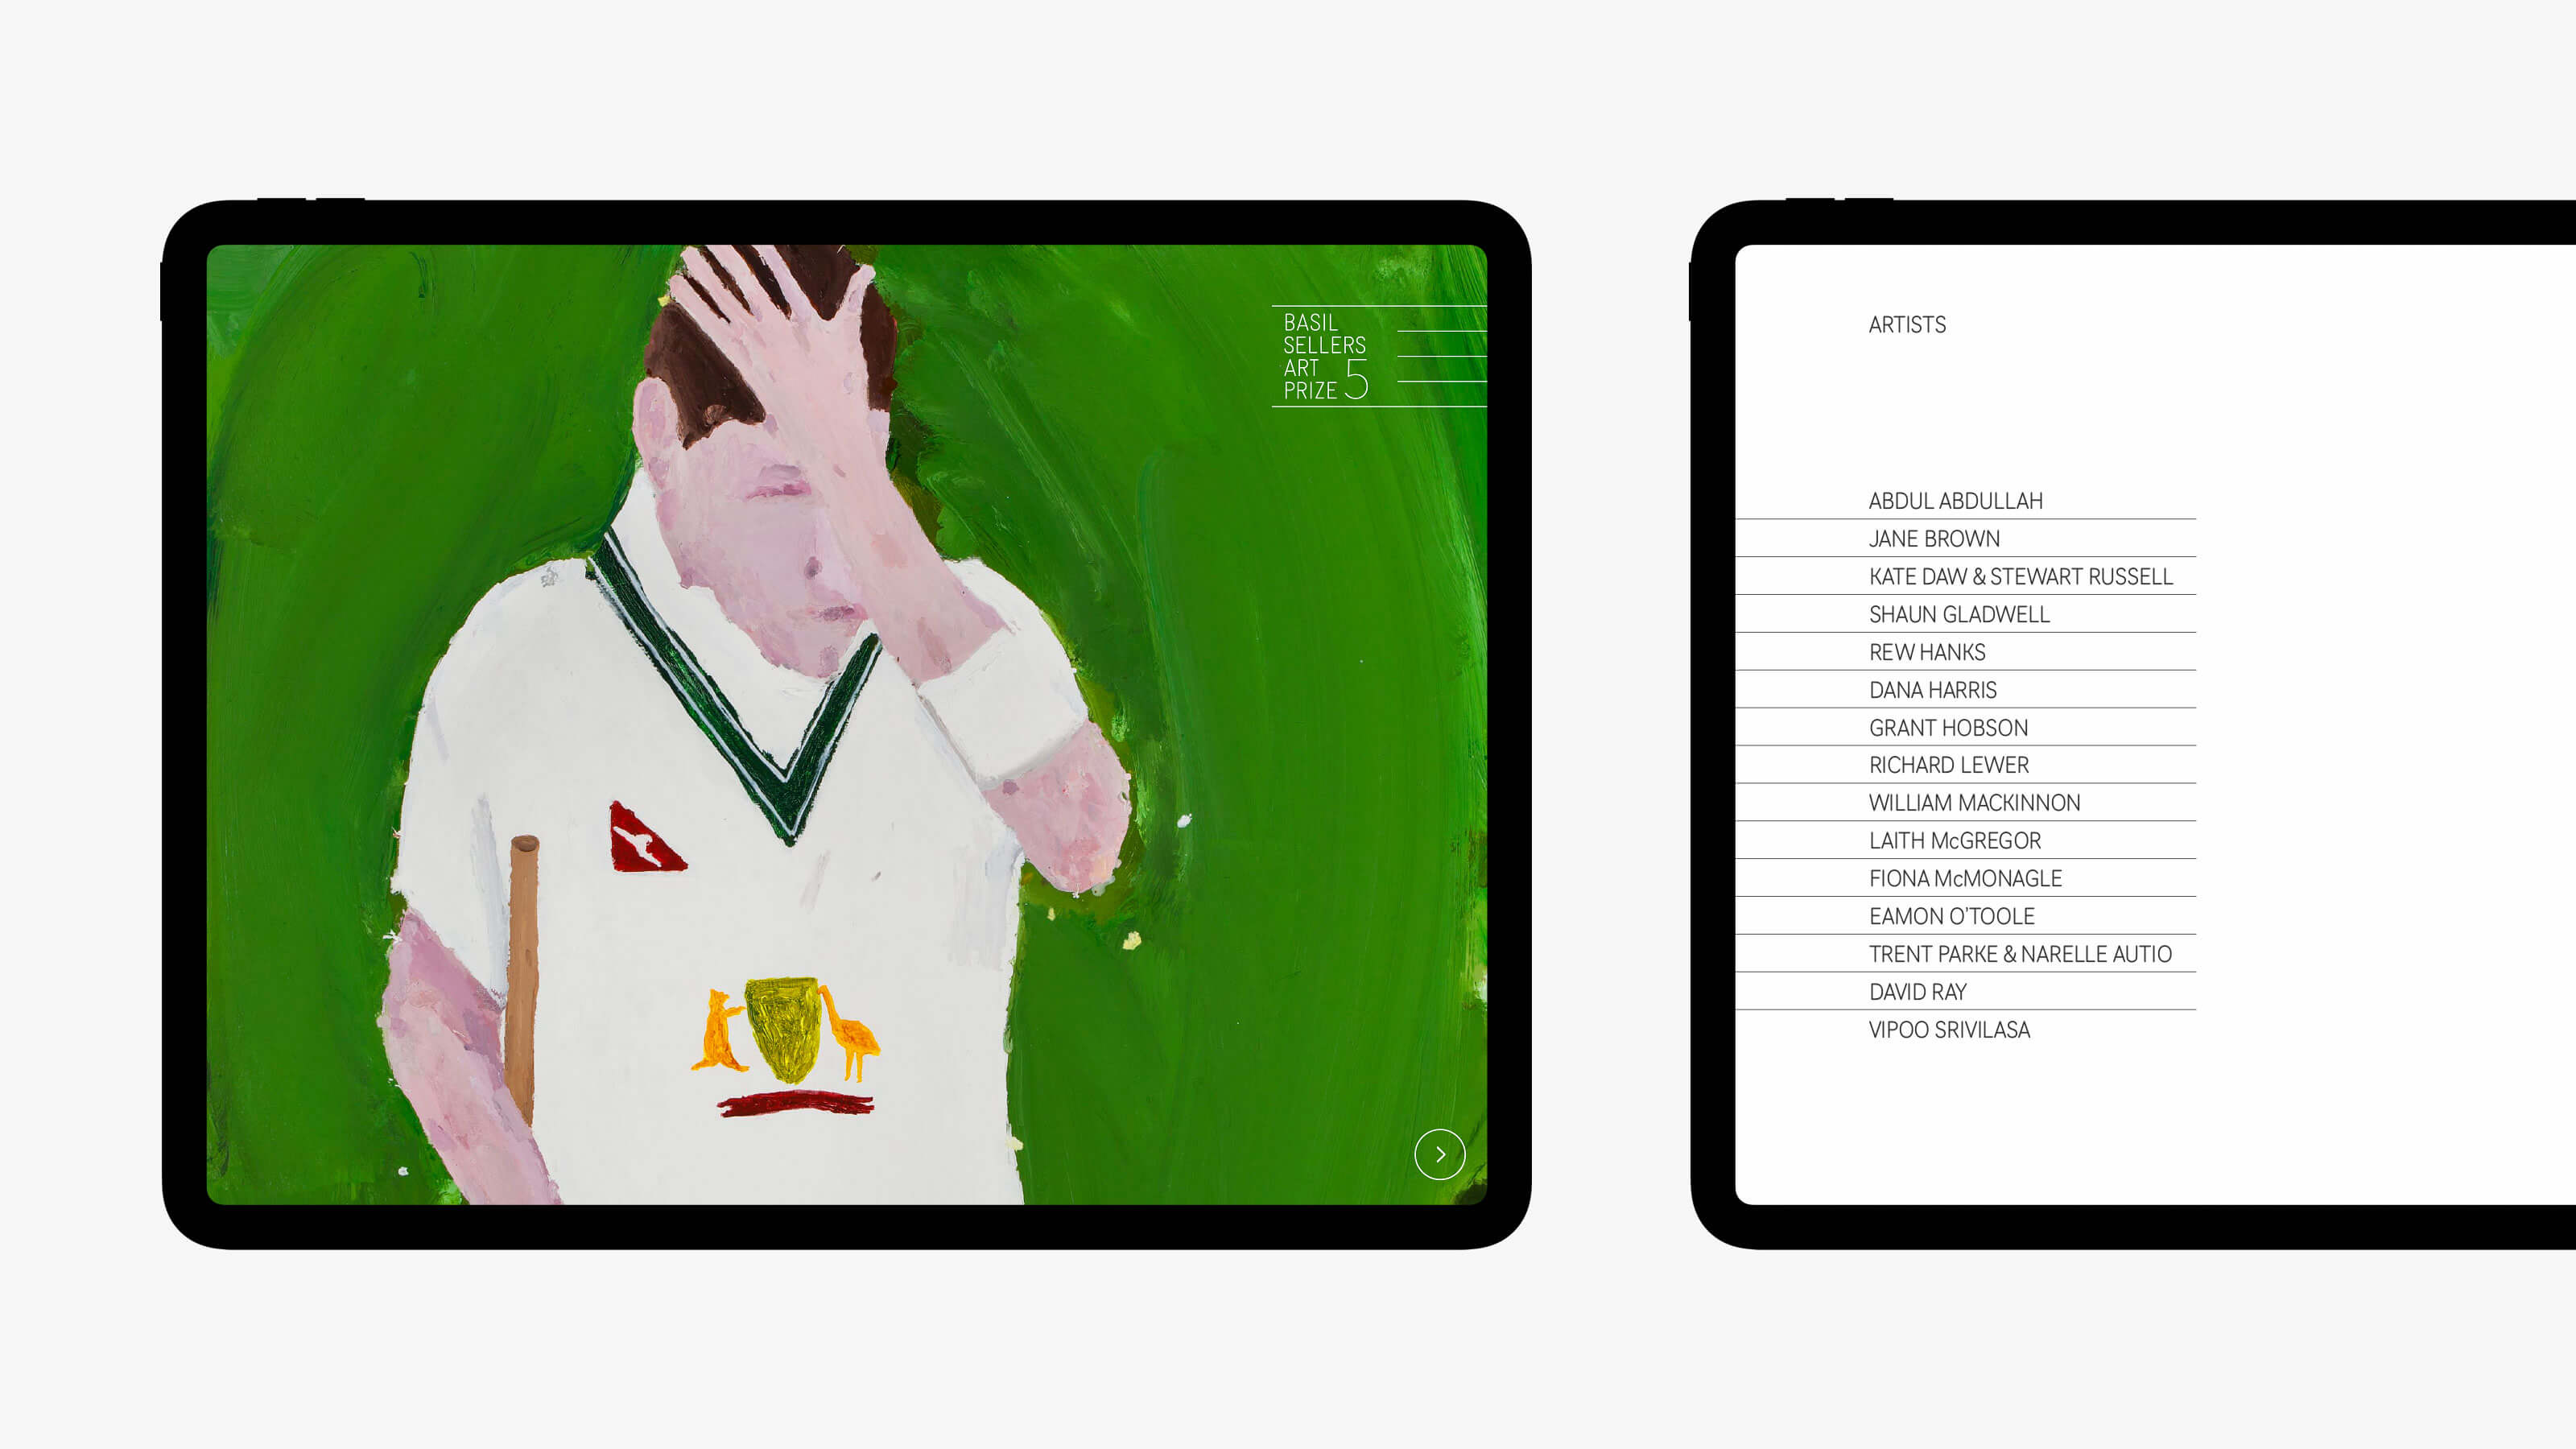 BASIL
SELLERS
ART
PRIZE 5
ARTISTS
ABDUL ABDULLAH
JANE BROWN
KATE DAW & STEWART RUSSELL
SHAUN GLADWELL
REW HANKS
DANA HARRIS
GRANT HOBSON
RICHARD LEWER
WILLIAM MACKINNON
LAITH McGREGOR
FIONA McMONAGLE
EAMON O'TOOLE
TRENT PARKE & NARELLE AUTIO
DAVID RAY
VIPOO SRIVILASA